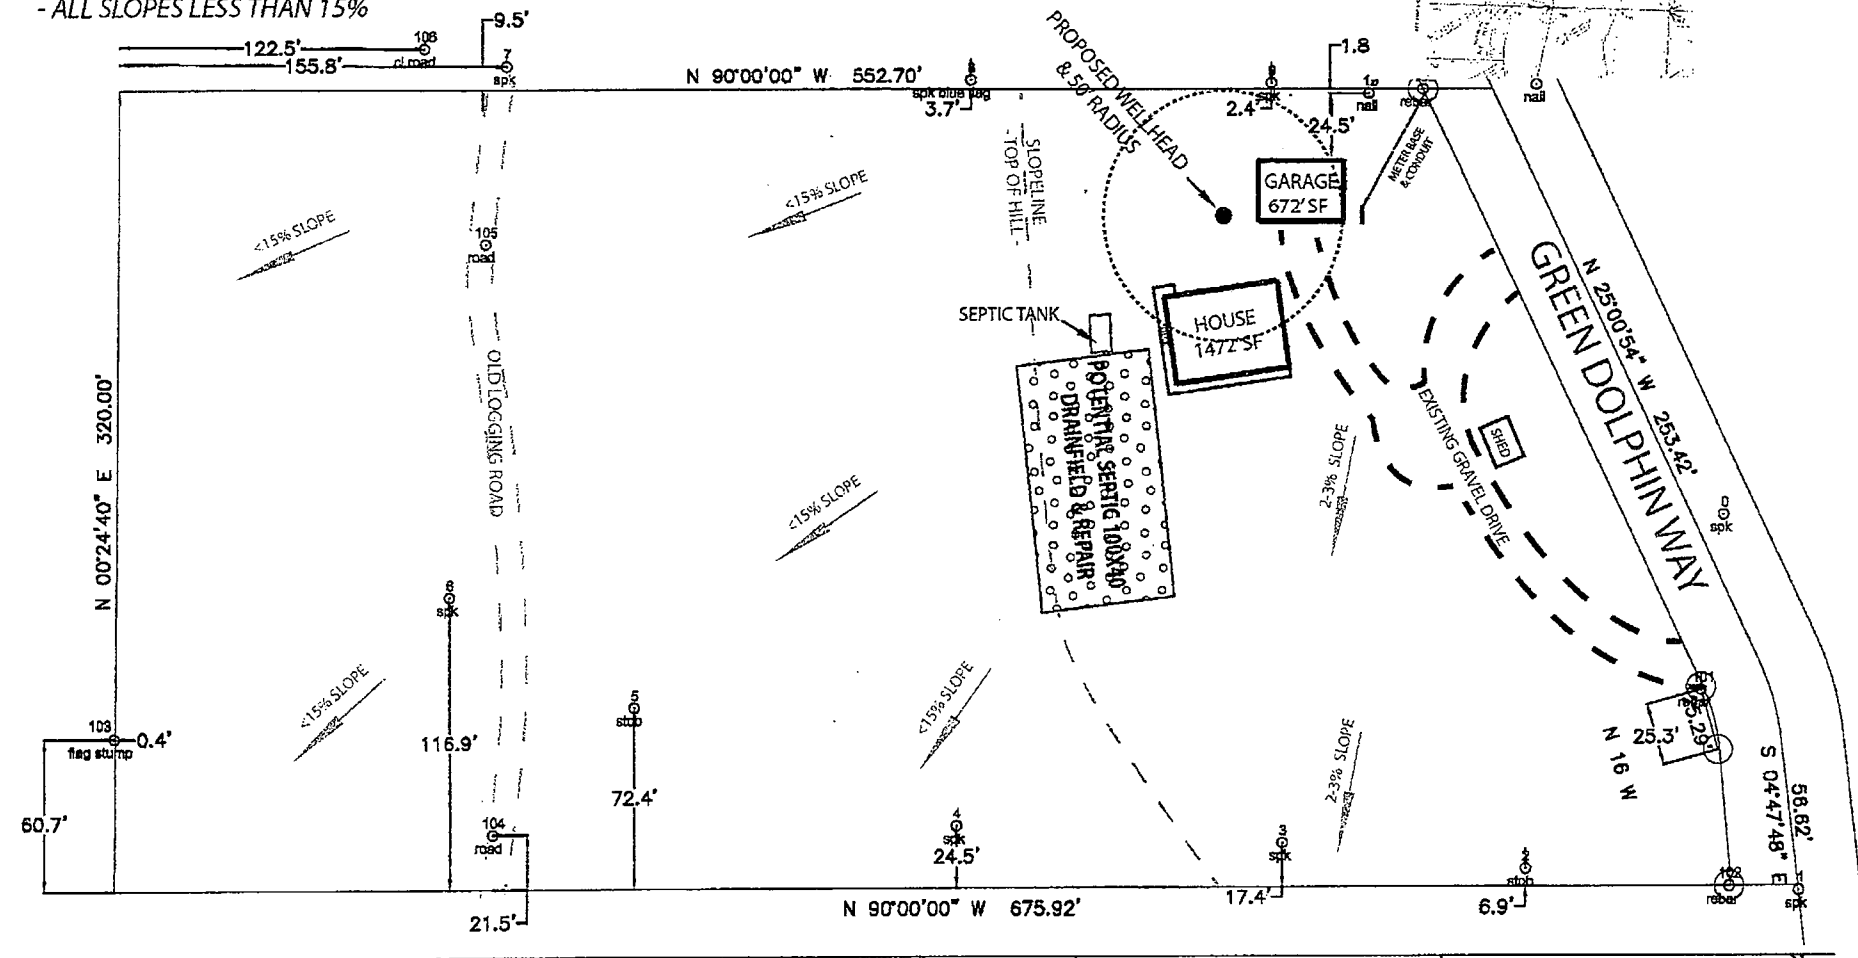 - ALL SLOPES LESS THAN 15%
9.5'
106
122.5'
cl road
7
155.8'
spk
N 90°00'00" W 552.70'
spk blue flag
3.7'
PROPOSED WELLHEAD
& 50' RADIUS
spk
2.4'
1.8
nail
24.5'
rebar
nail
METER BASE
& CONDUIT
SLOPELINE
TOP OF HILL
GARAGE
672' SF
<15% SLOPE
<15% SLOPE
105
road
SEPTIC TANK
HOUSE
1472' SF
GREEN DOLPHIN WAY
N 25°00'54" W 253.42'
OLD LOGGING ROAD
N 00°24'40" E 320.00'
POTENTIAL SEPTIC 100X40'
DRAINFIELD & REPAIR
EXISTING GRAVEL DRIVE
SHED
2-3% SLOPE
<15% SLOPE
D
spk
6
spk
5
stob
<15% SLOPE
<15% SLOPE
103
0.4'
flag stump
116.9'
72.4'
60.7'
104
road
21.5'
4
spk
24.5'
3
spk
17.4'
2-3% SLOPE
2
stob
6.9'
25.3'
N 16 W
S 04°47'48" E
56.62'
102
rebar
spk
N 90°00'00" W 675.92'